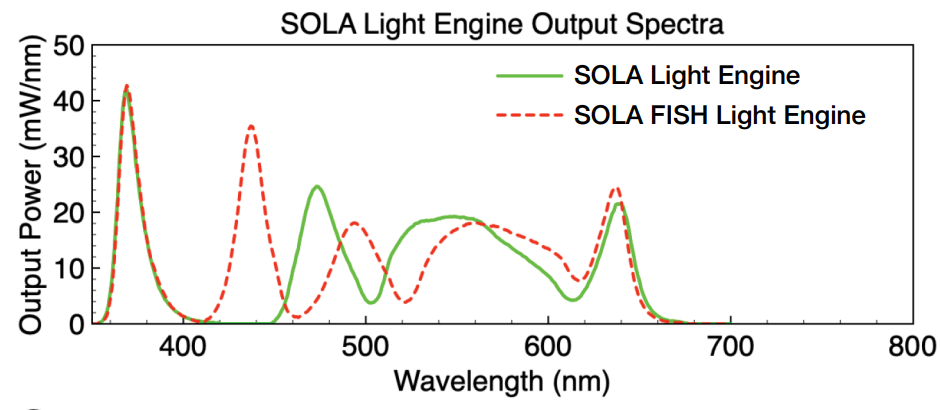 SOLA Light Engine Output Spectra
Output Power (mW/nm)
50
40
30
20
10
0
SOLA Light Engine
SOLA FISH Light Engine
400
500
600
700
800
Wavelength (nm)